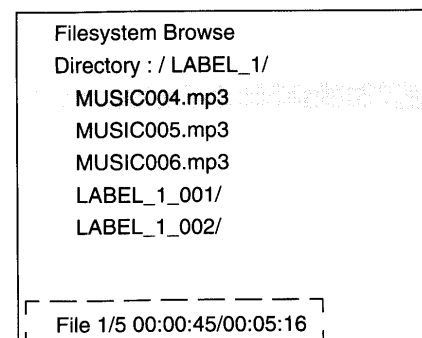 Filesystem Browse
Directory : / LABEL_1/
MUSIC004.mp3
MUSIC005.mp3
MUSIC006.mp3
LABEL_1_001/
LABEL_1_002/
File 1/5 00:00:45/00:05:16